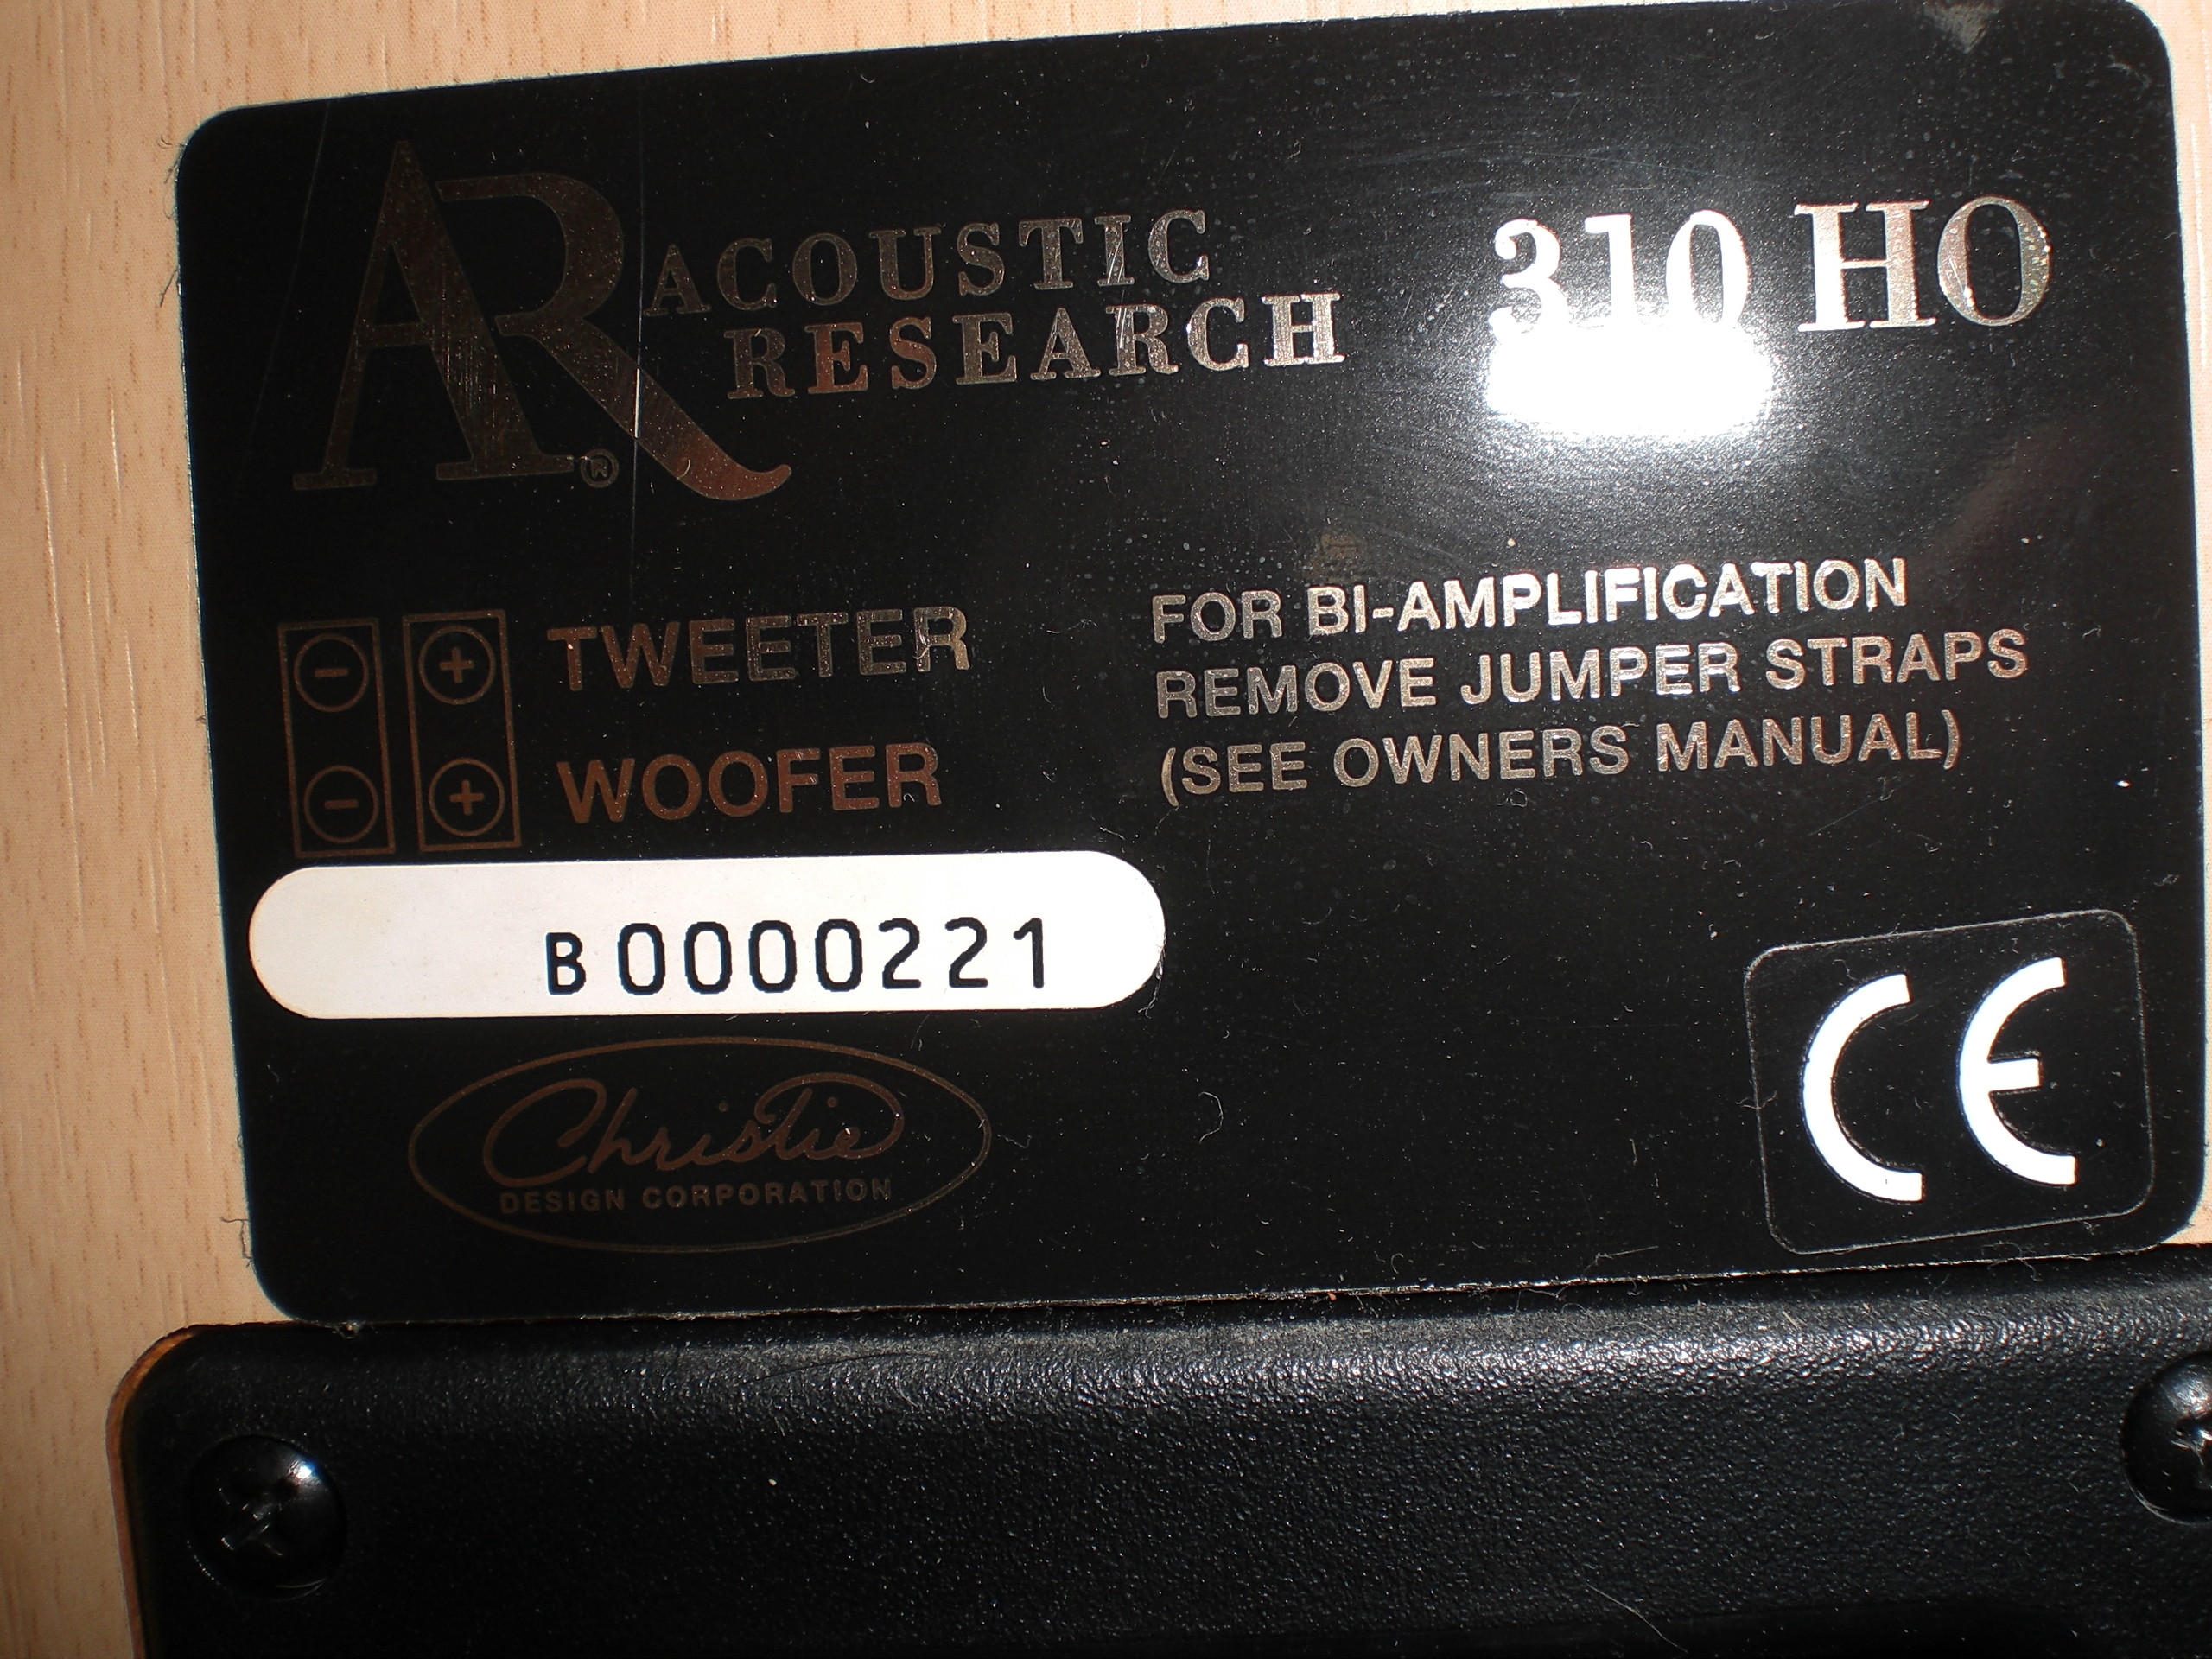 AR®
ACOUSTIC
RESEARCH
310 HO
- + TWEETER
- + WOOFER
FOR BI-AMPLIFICATION
REMOVE JUMPER STRAPS
(SEE OWNERS MANUAL)
B0000221
Christie
DESIGN CORPORATION
CE